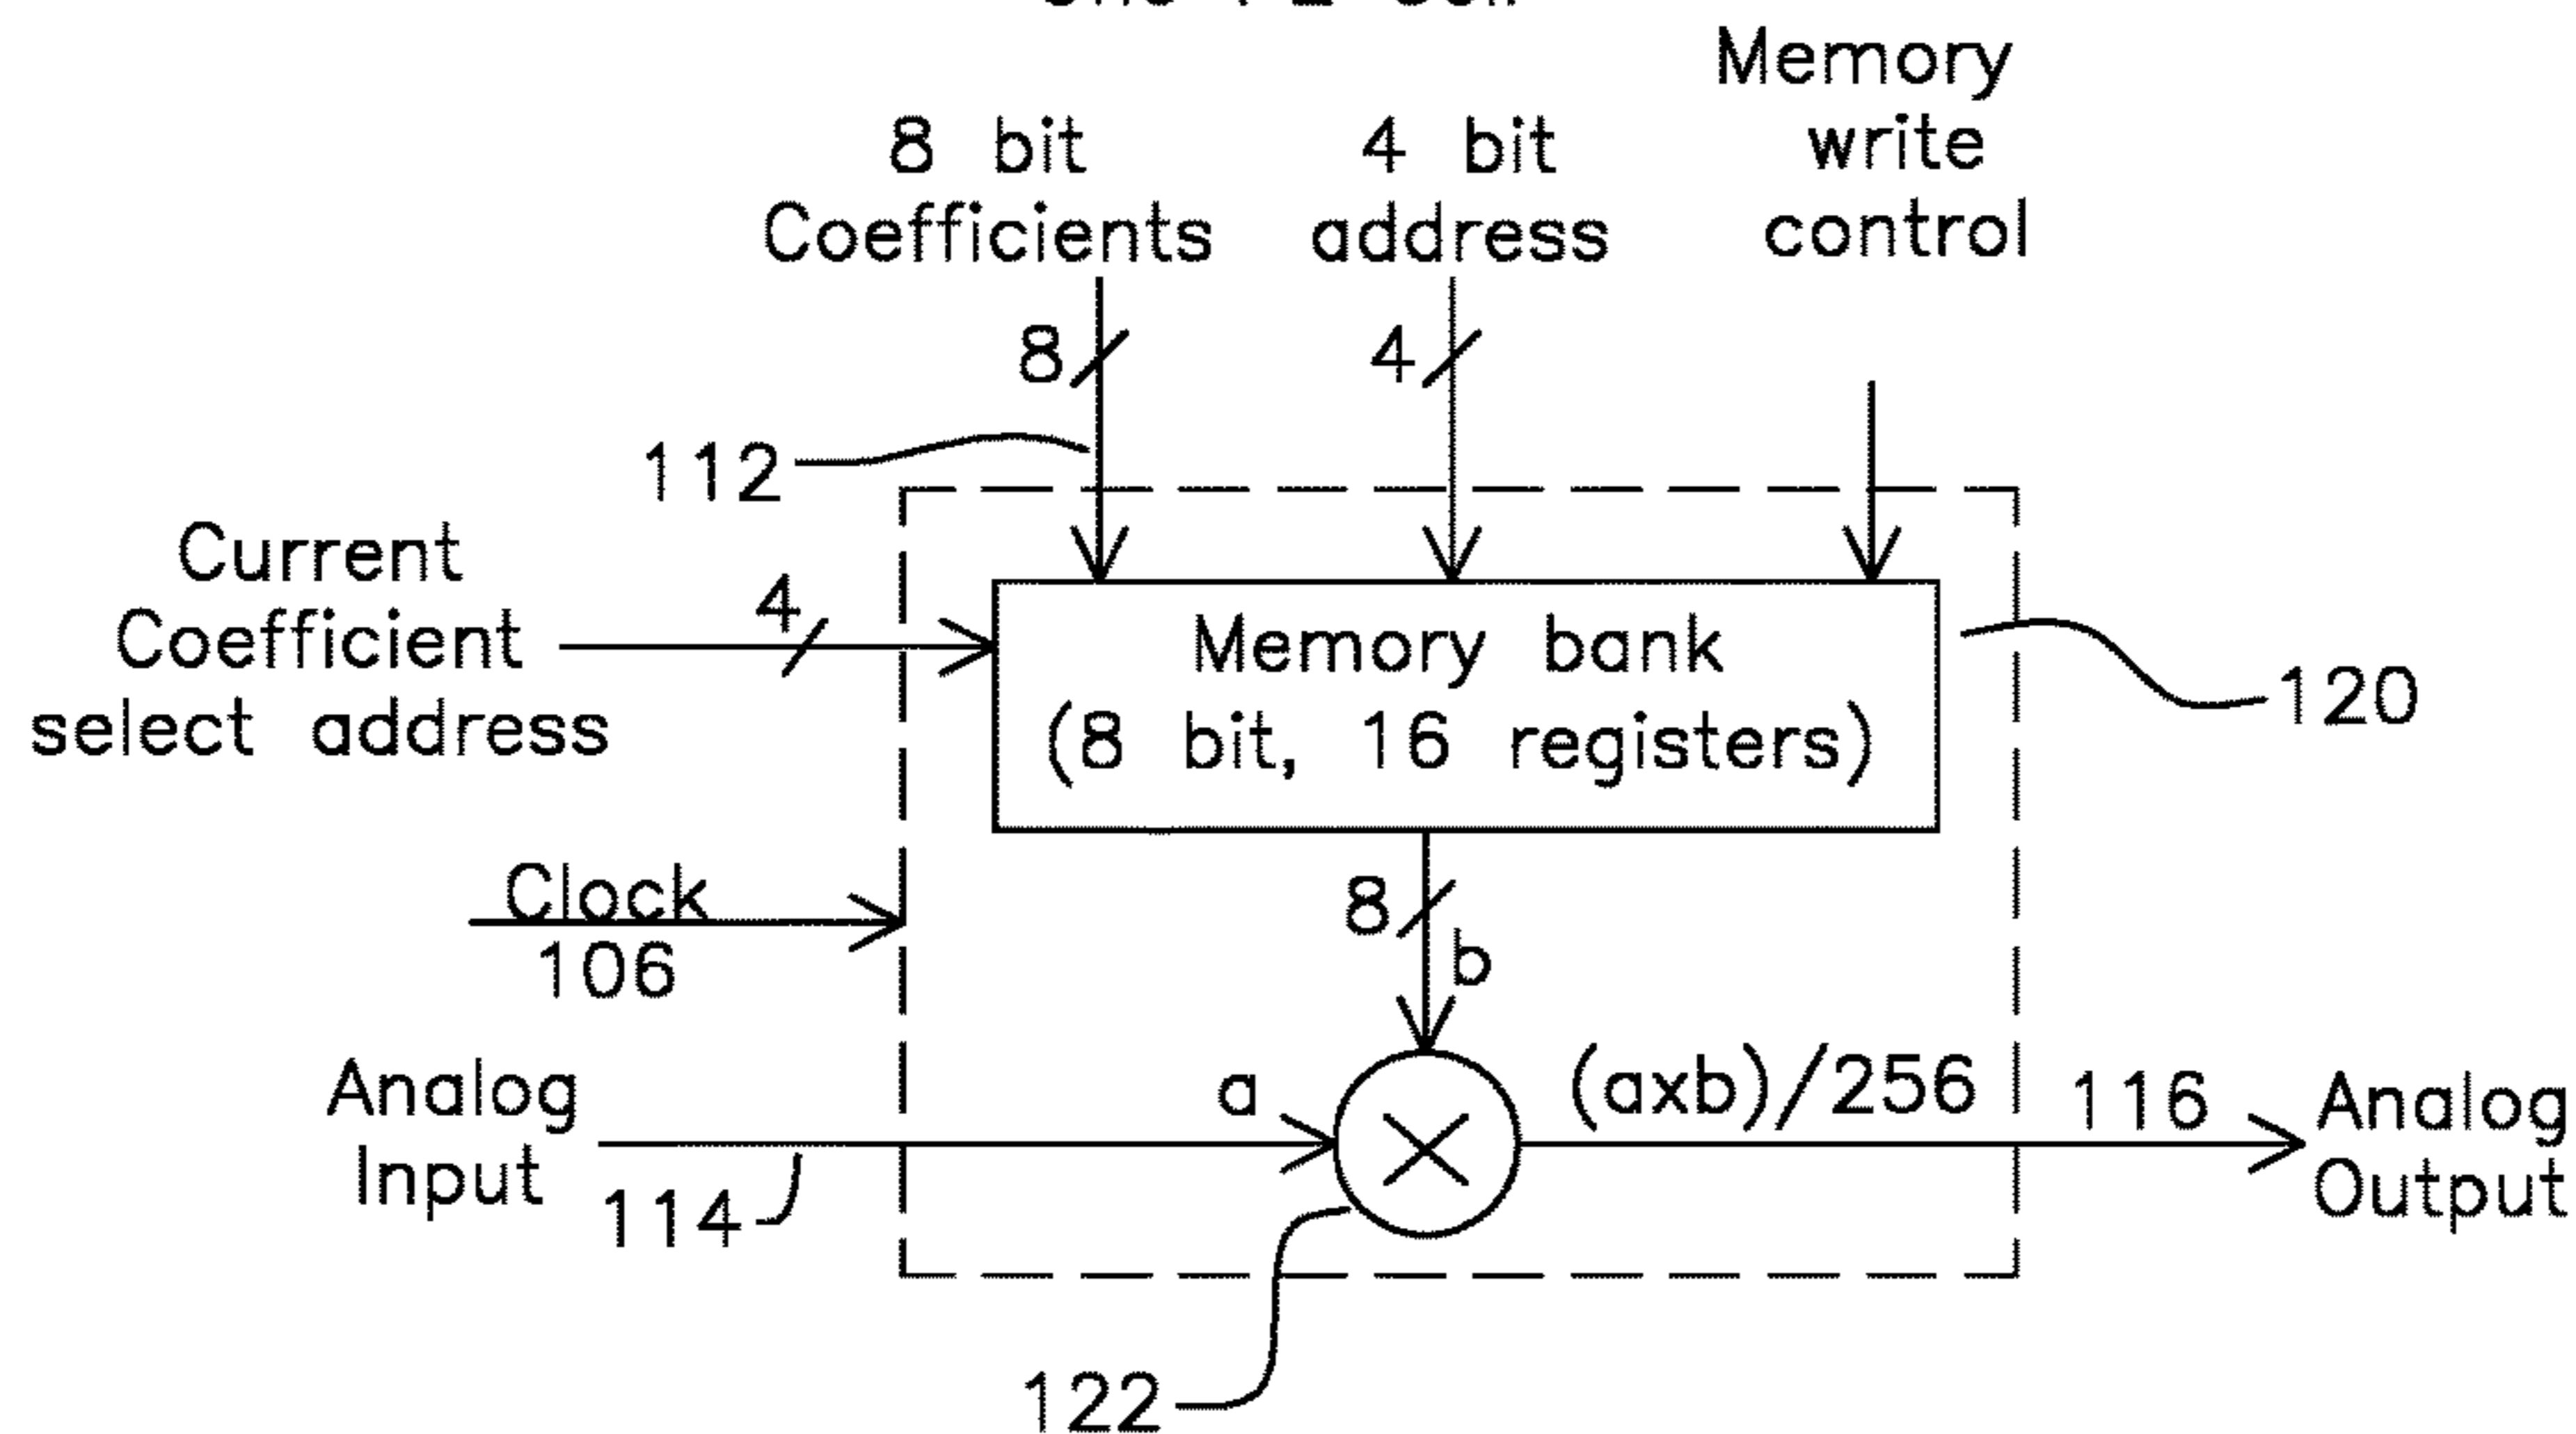 Memory
write
control
8 bit
Coefficients
4 bit
address
8
4
112
Current
Coefficient
select address
4
Memory bank
(8 bit, 16 registers)
120
Clock
106
8
b
Analog
Input
114
a
(axb)/256
116
Analog
Output
122